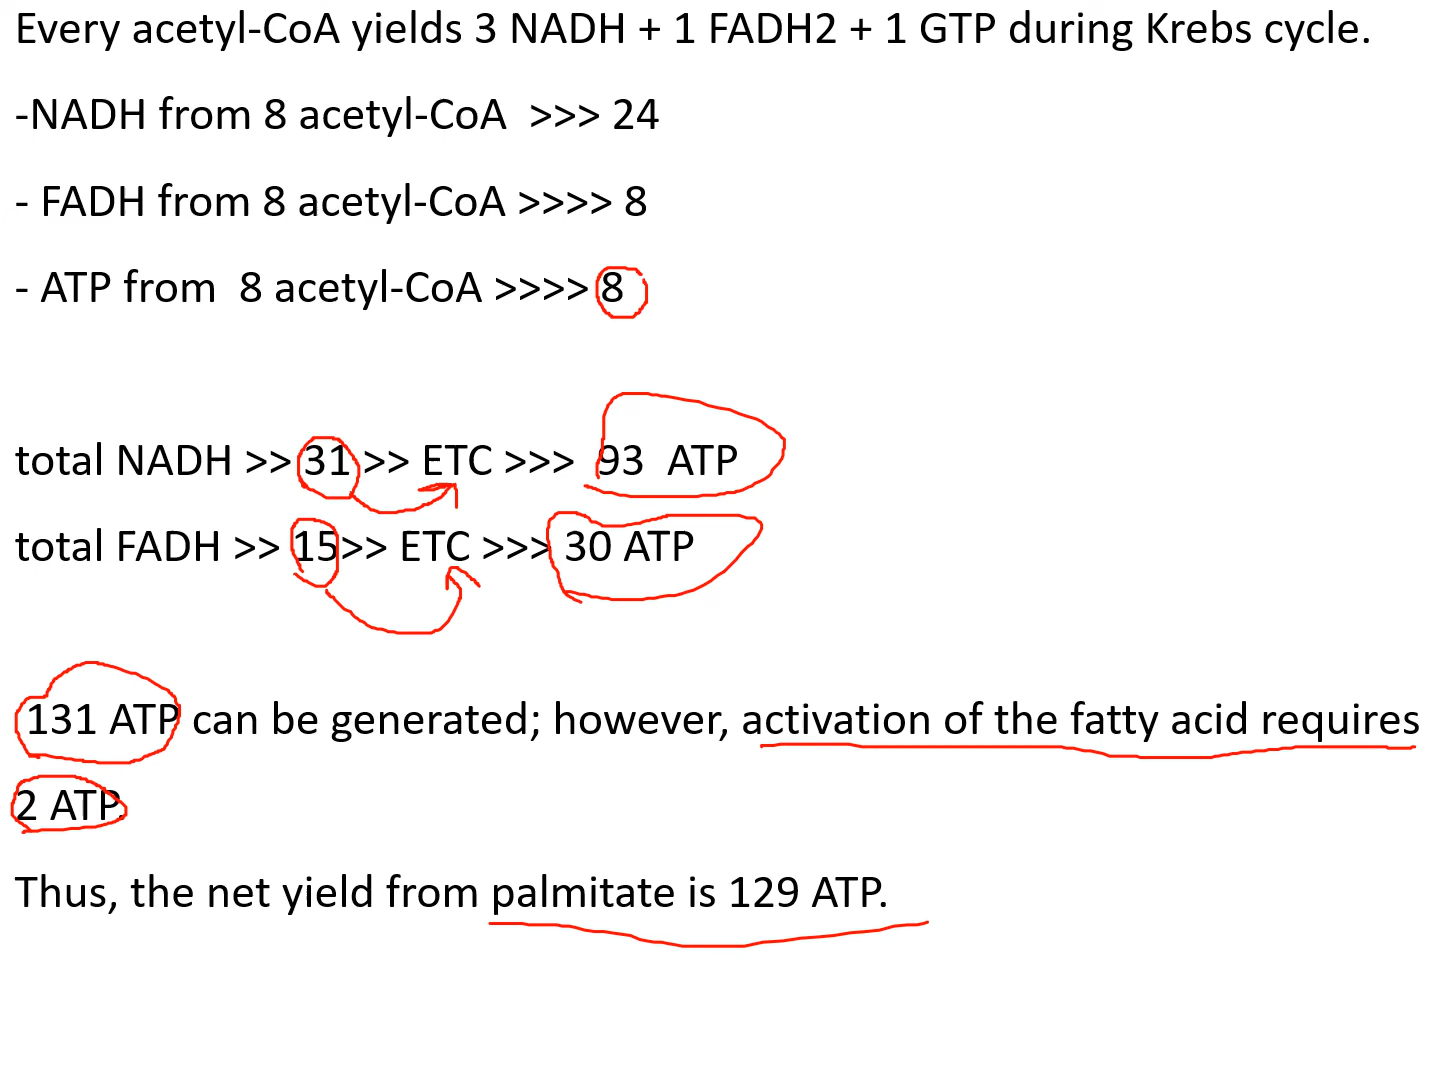 Every acetyl-CoA yields 3 NADH + 1 FADH2 + 1 GTP during Krebs cycle.
-NADH from 8 acetyl-CoA >>> 24
- FADH from 8 acetyl-CoA >>>> 8
- ATP from 8 acetyl-CoA >>>> 8
total NADH >> 31 >> ETC >>> 93 ATP
total FADH >> 15>> ETC >>> 30 ATP
131 ATP can be generated; however, activation of the fatty acid requires
2 ATP.
Thus, the net yield from palmitate is 129 ATP.